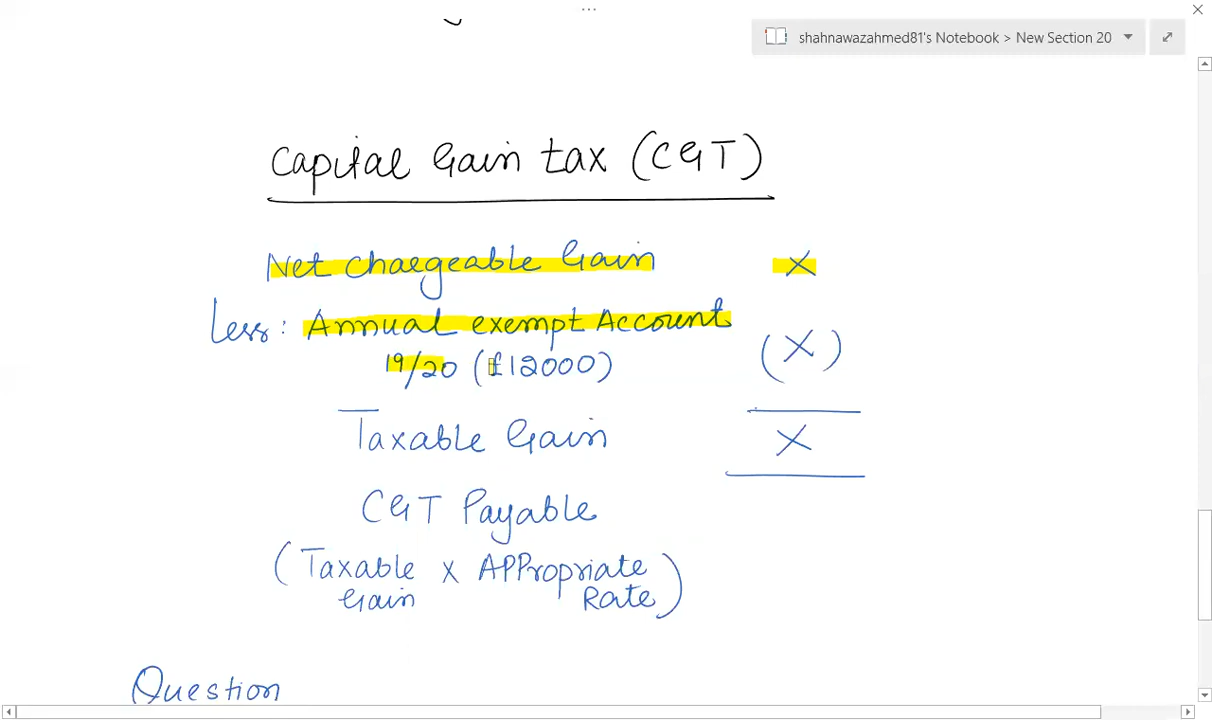 shahnawazahmed81's Notebook > New Section 20
Capital Gain tax (CGT)
Net chargeable Gain X
Less: Annual exempt Account
19/20 (£12000) (X)
Taxable Gain X
CGT Payable
(Taxable Gain X APPropriate Rate)
Question